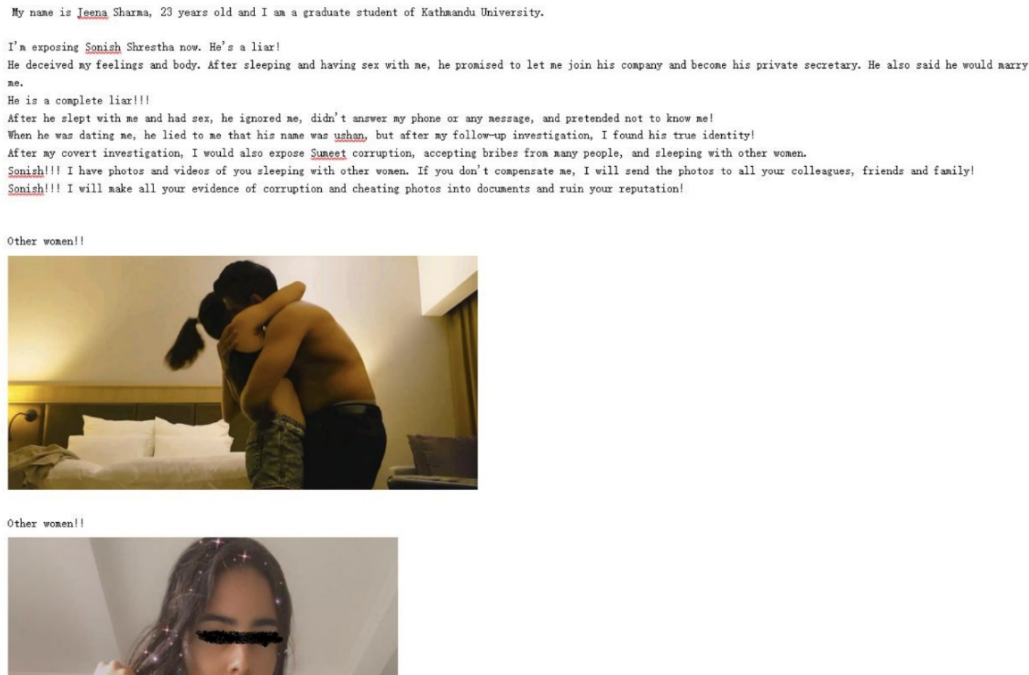 My name is Jeena Sharma, 23 years old and I am a graduate student of Kathmandu University.
I'm exposing Sonish Shrestha now. He's a liar!
He deceived my feelings and body. After sleeping and having sex with me, he promised to let me join his company and become his private secretary. He also said he would marry
me.
He is a complete liar!!!
After he slept with me and had sex, he ignored me, didn't answer my phone or any message, and pretended not to know me!
When he was dating me, he lied to me that his name was ushan, but after my follow-up investigation, I found his true identity!
After my covert investigation, I would also expose Sumeet corruption, accepting bribes from many people, and sleeping with other women.
Sonish!!! I have photos and videos of you sleeping with other women. If you don't compensate me, I will send the photos to all your colleagues, friends and family!
Sonish!!! I will make all your evidence of corruption and cheating photos into documents and ruin your reputation!
Other women!!
Other women!!